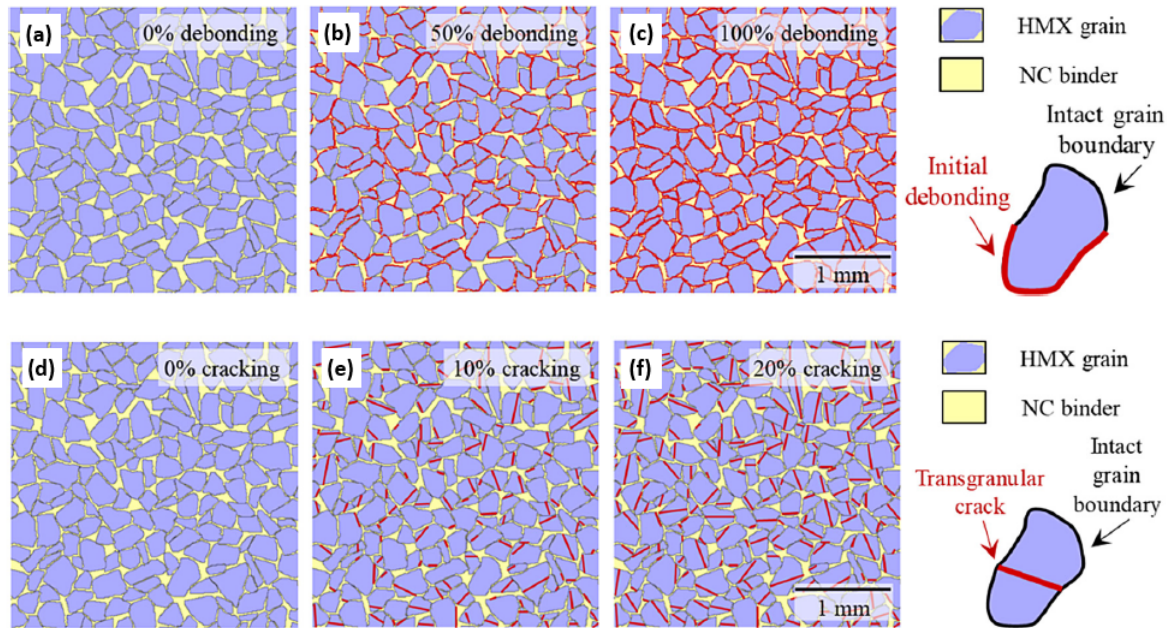 (a)
0% debonding
(b)
50% debonding
(c)
100% debonding
1 mm
HMX grain
NC binder
Intact grain
boundary
Initial
debonding
(d)
0% cracking
(e)
10% cracking
(f)
20% cracking
1 mm
HMX grain
NC binder
Intact
grain
boundary
Transgranular
crack